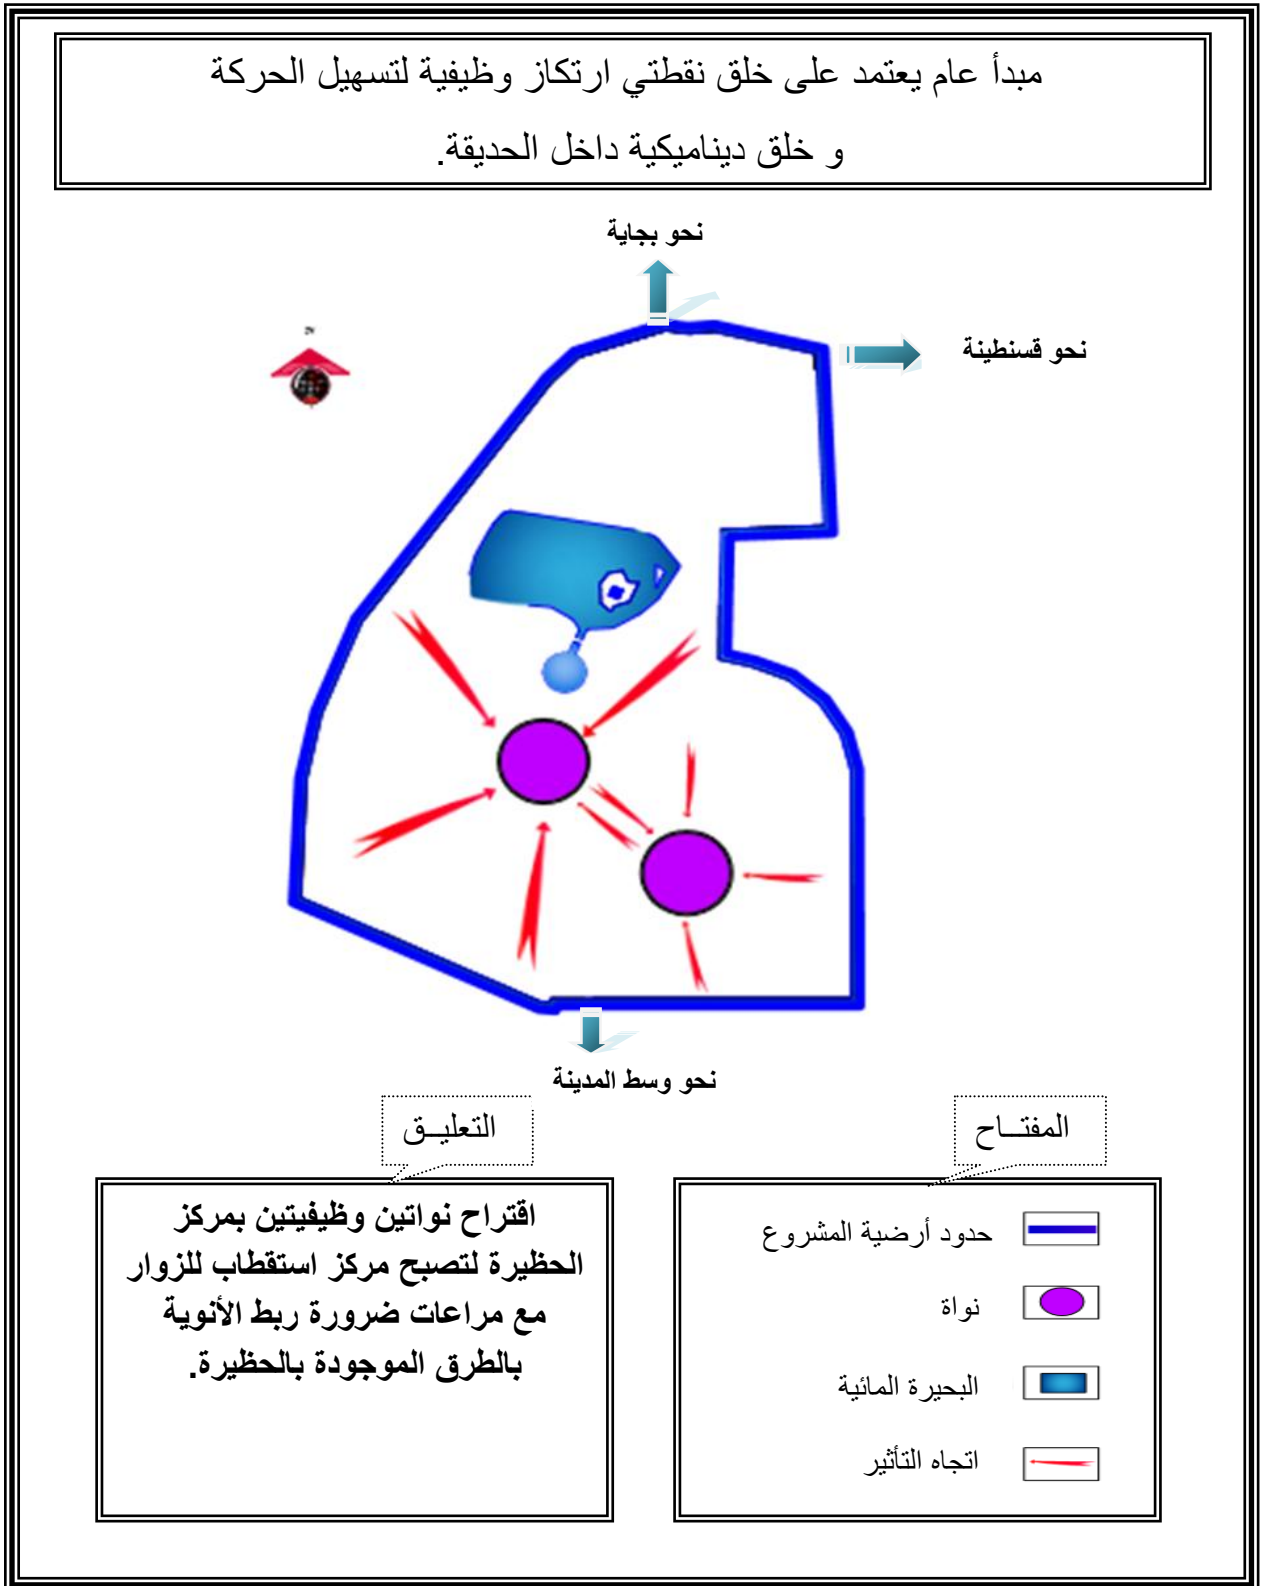 مبدأ عام يعتمد على خلق نقطتي ارتكاز وظيفية لتسهيل الحركة
و خلق ديناميكية داخل الحديقة.
نحو بجاية
N
نحو قسنطينة
نحو وسط المدينة
المفتــاح
حدود أرضية المشروع
نواة
البحيرة المائية
اتجاه التأثير
التعليــق
اقتراح نواتين وظيفيتين بمركز
الحظيرة لتصبح مركز استقطاب للزوار
مع مراعات ضرورة ربط الأنوية
بالطرق الموجودة بالحظيرة.